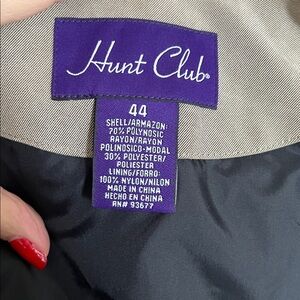 Hunt Club®
44
SHELL/ARMAZON:
70% POLYNOSIC
RAYON/RAYON
POLINOSICO-MODAL
30% POLYESTER/
POLIESTER
LINING/FORRO:
100% NYLON/NILON
MADE IN CHINA
HECHO EN CHINA
RN# 93677